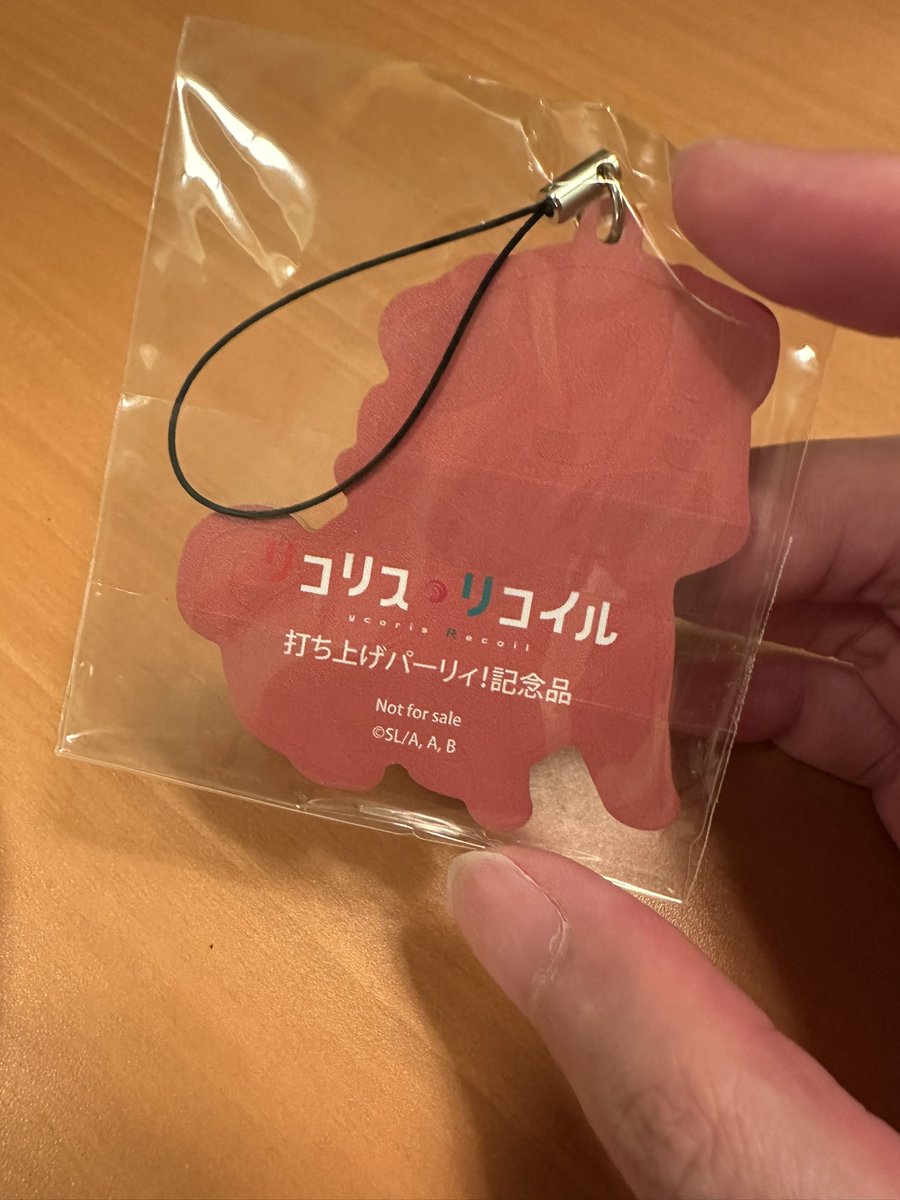 リコリス・リコイル
ycoris Recoil
打ち上げパーリィ!記念品
Not for sale
©SL/A, A, B